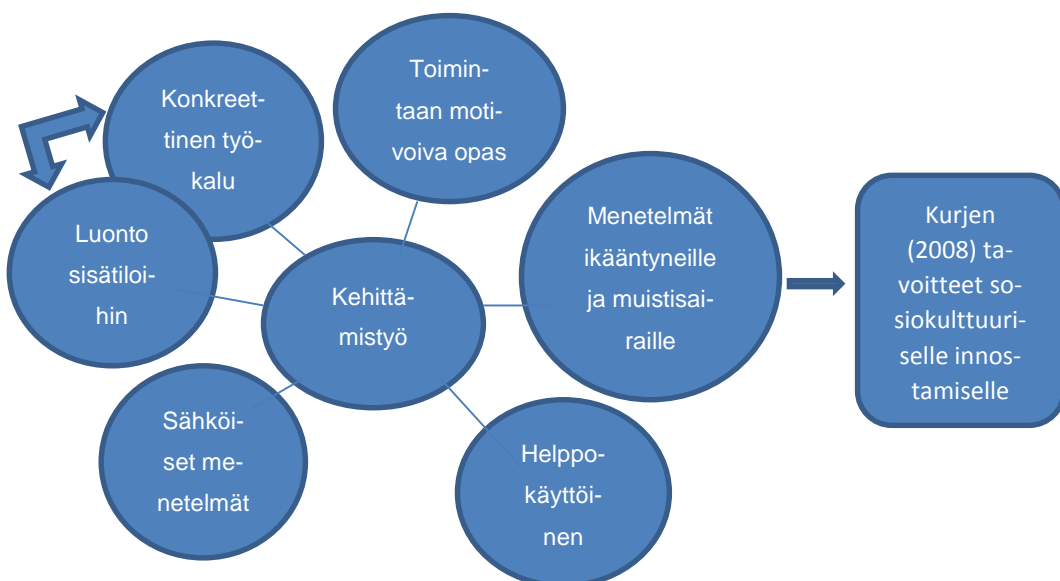 Toimin-
taan moti-
voiva opas
Konkreet-
tinen työ-
kalu
Luonto
sisätiloi-
hin
Kehittä-
mistyö
Menetelmät
ikääntyneille
ja muistisai-
raille
Kurjen
(2008) ta-
voitteet so-
siokulttuuri-
selle innos-
tamiselle
Sähköi-
set me-
netelmät
Helppo-
käyttöi-
nen